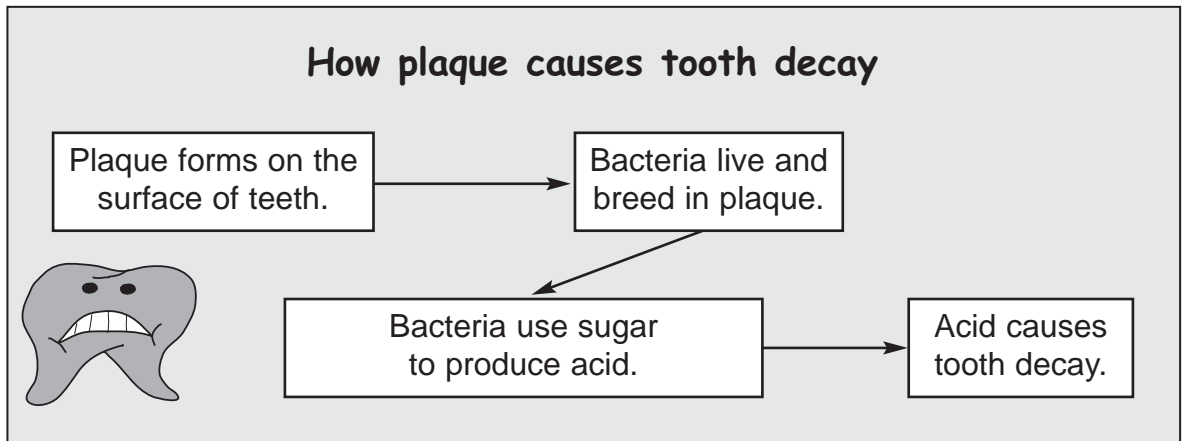 How plaque causes tooth decay
Plaque forms on the
surface of teeth.
Bacteria live and
breed in plaque.
Bacteria use sugar
to produce acid.
Acid causes
tooth decay.